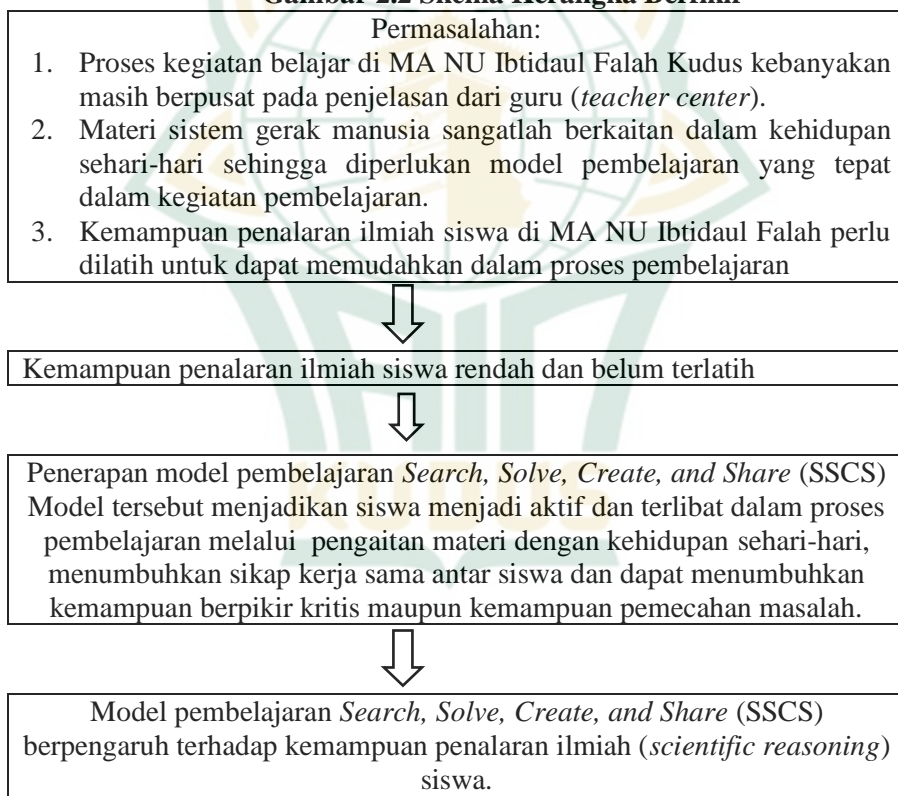 Gambar 2.2 Skema Kerangka Berfikir
Permasalahan:
1. Proses kegiatan belajar di MA NU Ibtidaul Falah Kudus kebanyakan
masih berpusat pada penjelasan dari guru (teacher center).
2. Materi sistem gerak manusia sangatlah berkaitan dalam kehidupan
sehari-hari sehingga diperlukan model pembelajaran yang tepat
dalam kegiatan pembelajaran.
3. Kemampuan penalaran ilmiah siswa di MA NU Ibtidaul Falah perlu
dilatih untuk dapat memudahkan dalam proses pembelajaran
Kemampuan penalaran ilmiah siswa rendah dan belum terlatih
Penerapan model pembelajaran Search, Solve, Create, and Share (SSCS)
Model tersebut menjadikan siswa menjadi aktif dan terlibat dalam proses
pembelajaran melalui pengaitan materi dengan kehidupan sehari-hari,
menumbuhkan sikap kerja sama antar siswa dan dapat menumbuhkan
kemampuan berpikir kritis maupun kemampuan pemecahan masalah.
KUDUS
Model pembelajaran Search, Solve, Create, and Share (SSCS)
berpengaruh terhadap kemampuan penalaran ilmiah (scientific reasoning)
siswa.